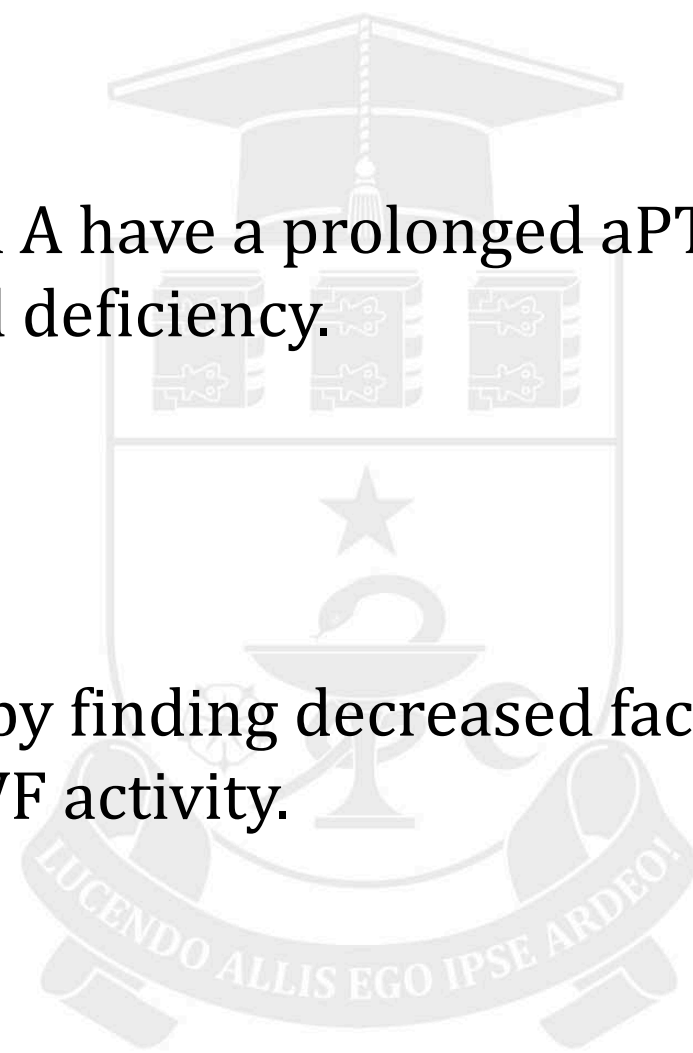 A have a prolonged aPT
deficiency.
by finding decreased fac
F activity.
LUCENDO ALLIS EGO IPSE ARDEO!